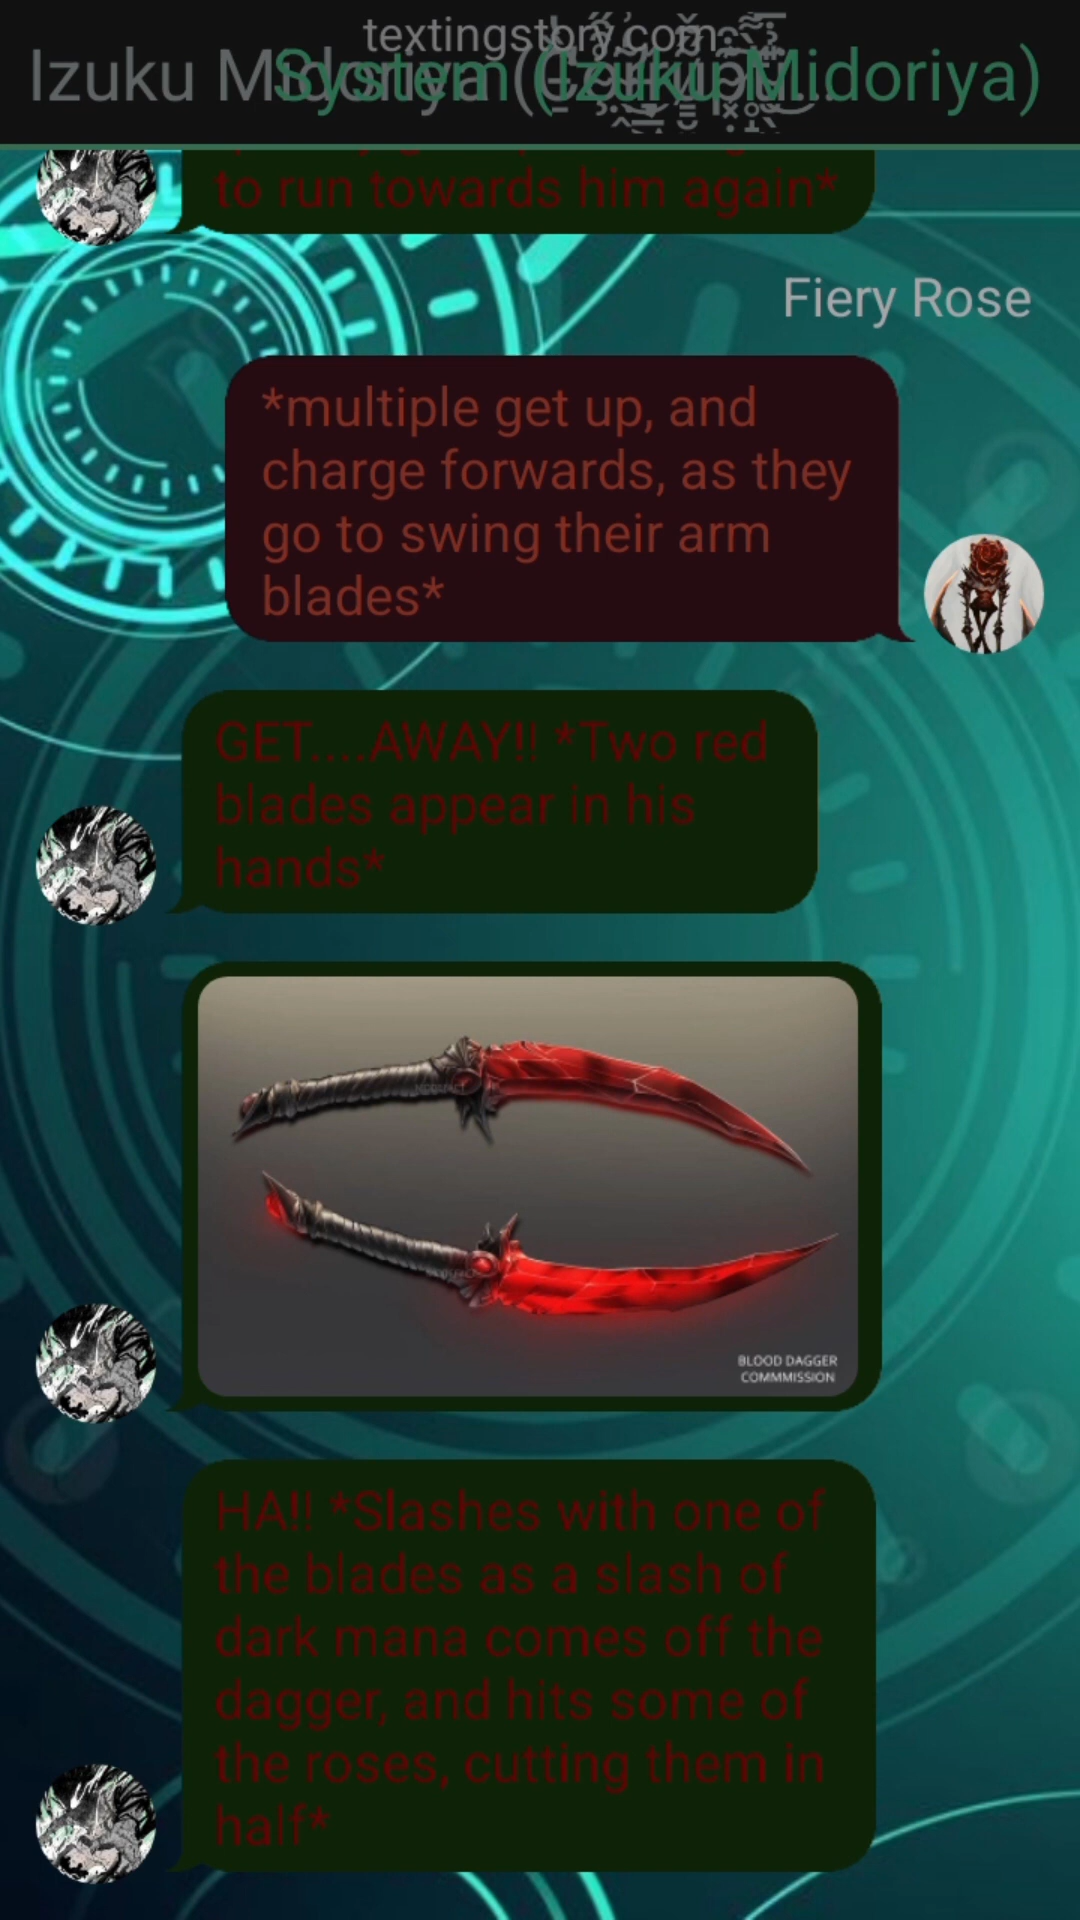 textingstory.com
Izuku Midoriya
System (Izuku Midoriya)
to run towards him again*
Fiery Rose
*multiple get up, and
charge forwards, as they
go to swing their arm
blades*
GET....AWAY!! *Two red
blades appear in his
hands*
BLOOD DAGGER
COMMMISSION
HA!! *Slashes with one of
the blades as a slash of
dark mana comes off the
dagger, and hits some of
the roses, cutting them in
half*